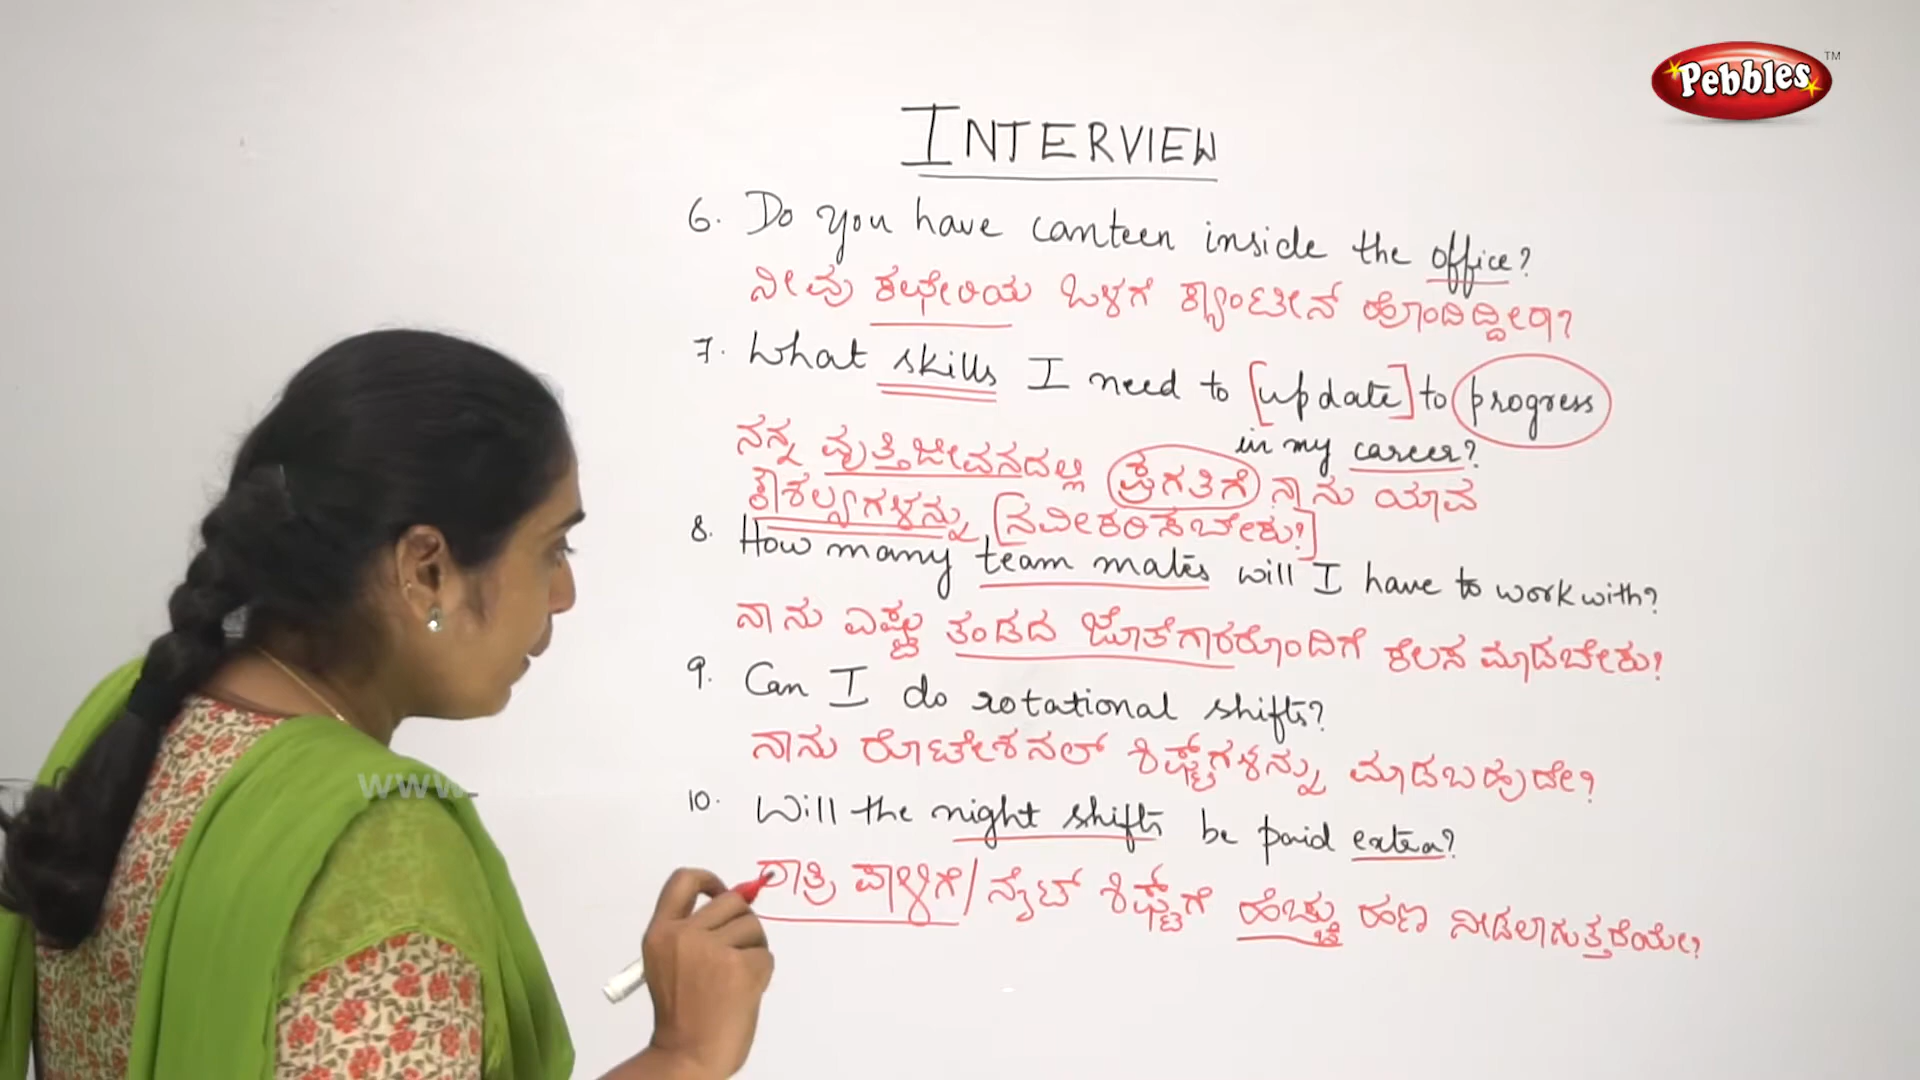 Pebbles TM
INTERVIEW
6. Do you have canteen inside the office?
ನೀವು ಕಛೇರಿಯ ಒಳಗೆ ಕ್ಯಾಂಟೀನ್ ಹೊಂದಿದ್ದೀರಾ?
7. What skills I need to [update] to progress
in my career?
ನನ್ನ ವೃತ್ತಿಜೀವನದಲ್ಲಿ ಪ್ರಗತಿಗೆ ನಾನು ಯಾವ
ಕೌಶಲ್ಯಗಳನ್ನು [ನವೀಕರಿಸಬೇಕು?]
8. How many team mates will I have to work with?
ನಾನು ಎಷ್ಟು ತಂಡದ ಜೊತೆಗಾರರೊಂದಿಗೆ ಕೆಲಸ ಮಾಡಬೇಕು?
9. Can I do rotational shifts?
ನಾನು ರೊಟೇಶನಲ್ ಶಿಫ್ಟ್‌ಗಳನ್ನು ಮಾಡಬಹುದೇ?
10. Will the night shifts be paid extra?
ರಾತ್ರಿ ಪಾಳಿಗೆ/ನೈಟ್ ಶಿಫ್ಟ್‌ಗೆ ಹೆಚ್ಚು ಹಣ ನೀಡಲಾಗುತ್ತದೆಯೇ?